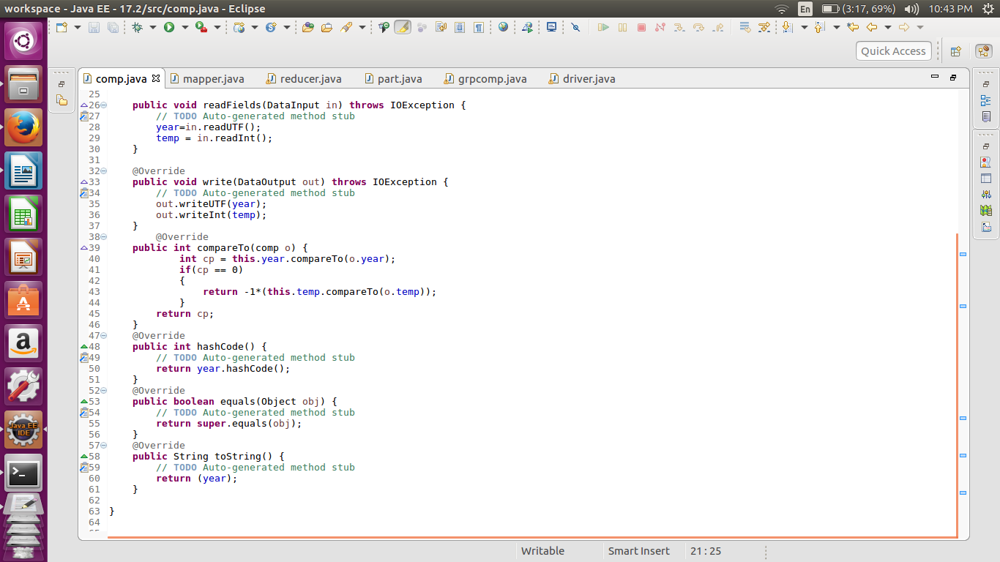 workspace - Java EE - 17.2/src/comp.java - Eclipse
En
(3:17, 69%)
10:43 PM
Quick Access
comp.java
mapper.java
reducer.java
part.java
grpcomp.java
driver.java
25
26 public void readFields(DataInput in) throws IOException {
27 // TODO Auto-generated method stub
28 year=in.readUTF();
29 temp = in.readInt();
30 }
31
32 @Override
33 public void write(DataOutput out) throws IOException {
34 // TODO Auto-generated method stub
35 out.writeUTF(year);
36 out.writeInt(temp);
37 }
38 @Override
39 public int compareTo(comp o) {
40 int cp = this.year.compareTo(o.year);
41 if(cp == 0)
42 {
43 return -1*(this.temp.compareTo(o.temp));
44 }
45 return cp;
46 }
47 @Override
48 public int hashCode() {
49 // TODO Auto-generated method stub
50 return year.hashCode();
51 }
52 @Override
53 public boolean equals(Object obj) {
54 // TODO Auto-generated method stub
55 return super.equals(obj);
56 }
57 @Override
58 public String toString() {
59 // TODO Auto-generated method stub
60 return (year);
61 }
62
63 }
64
Java EE
IDE
Writable
Smart Insert
21 : 25